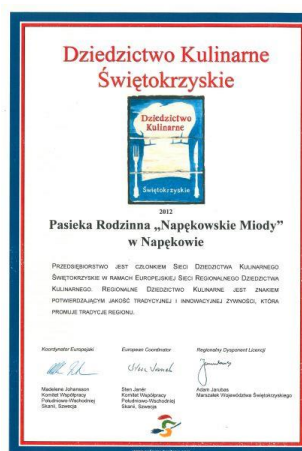 Dziedzictwo Kulinarne
Świętokrzyskie
Dziedzictwo
Kulinarne
Świętokrzyskie
2012
Pasieka Rodzinna „Napękowskie Miody”
w Napękowie
PRZEDSIĘBIORSTWO JEST CZŁONKIEM SIECI DZIEDZICTWA KULINARNEGO
ŚWIĘTOKRZYSKIE W RAMACH EUROPEJSKIEJ SIECI REGIONALNEGO DZIEDZICTWA
KULINARNEGO. REGIONALNE DZIEDZICTWO KULINARNE JEST ZNAKIEM
POTWIERDZAJĄCYM JAKOŚĆ TRADYCYJNEJ I INNOWACYJNEJ ŻYWNOŚCI, KTÓRA
PROMUJE TRADYCJE REGIONU.
Koordynator Europejski
European Coordinator
Regionalny Dysponent Licencji
Madelene Johansson
Komitet Współpracy
Południowo-Wschodniej
Skanii, Szwecja
Sten Janér
Komitet Współpracy
Południowo-Wschodniej
Skanii, Szwecja
Adam Jarubas
Marszałek Województwa Świętokrzyskiego